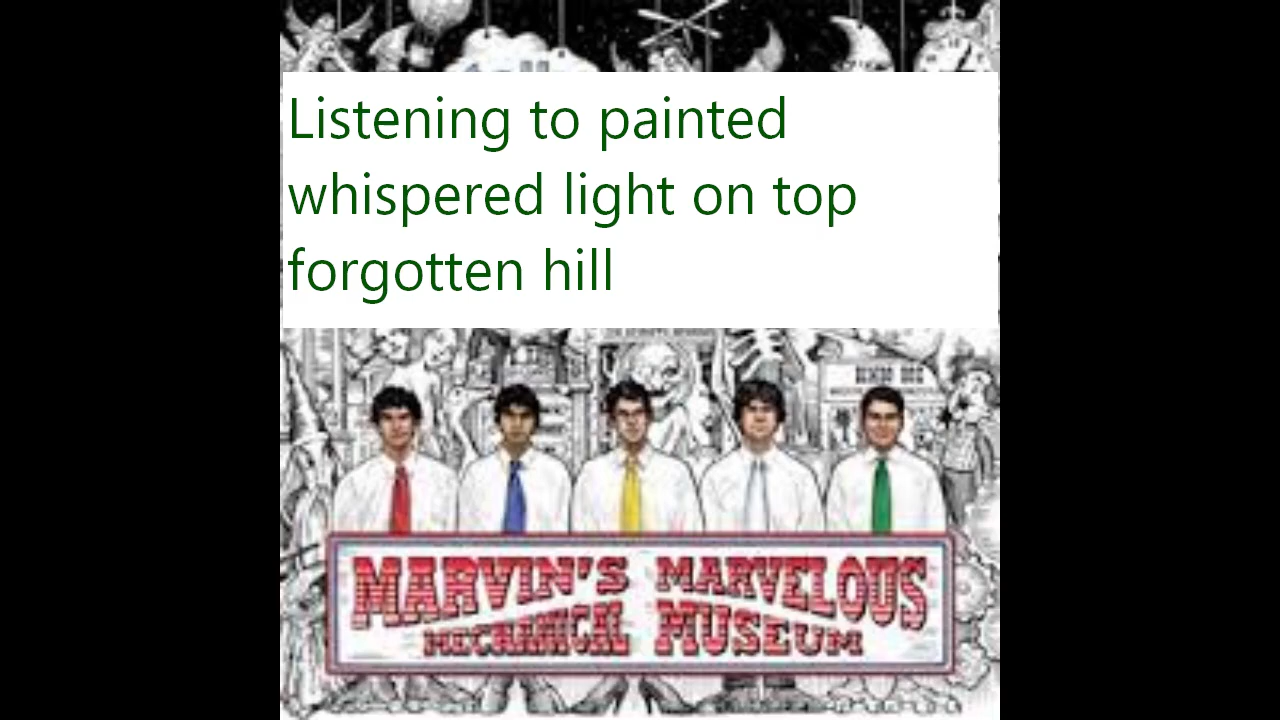 Listening to painted
whispered light on top
forgotten hill
MARVIN'S MARVELOUS
MECHANICAL MUSEUM